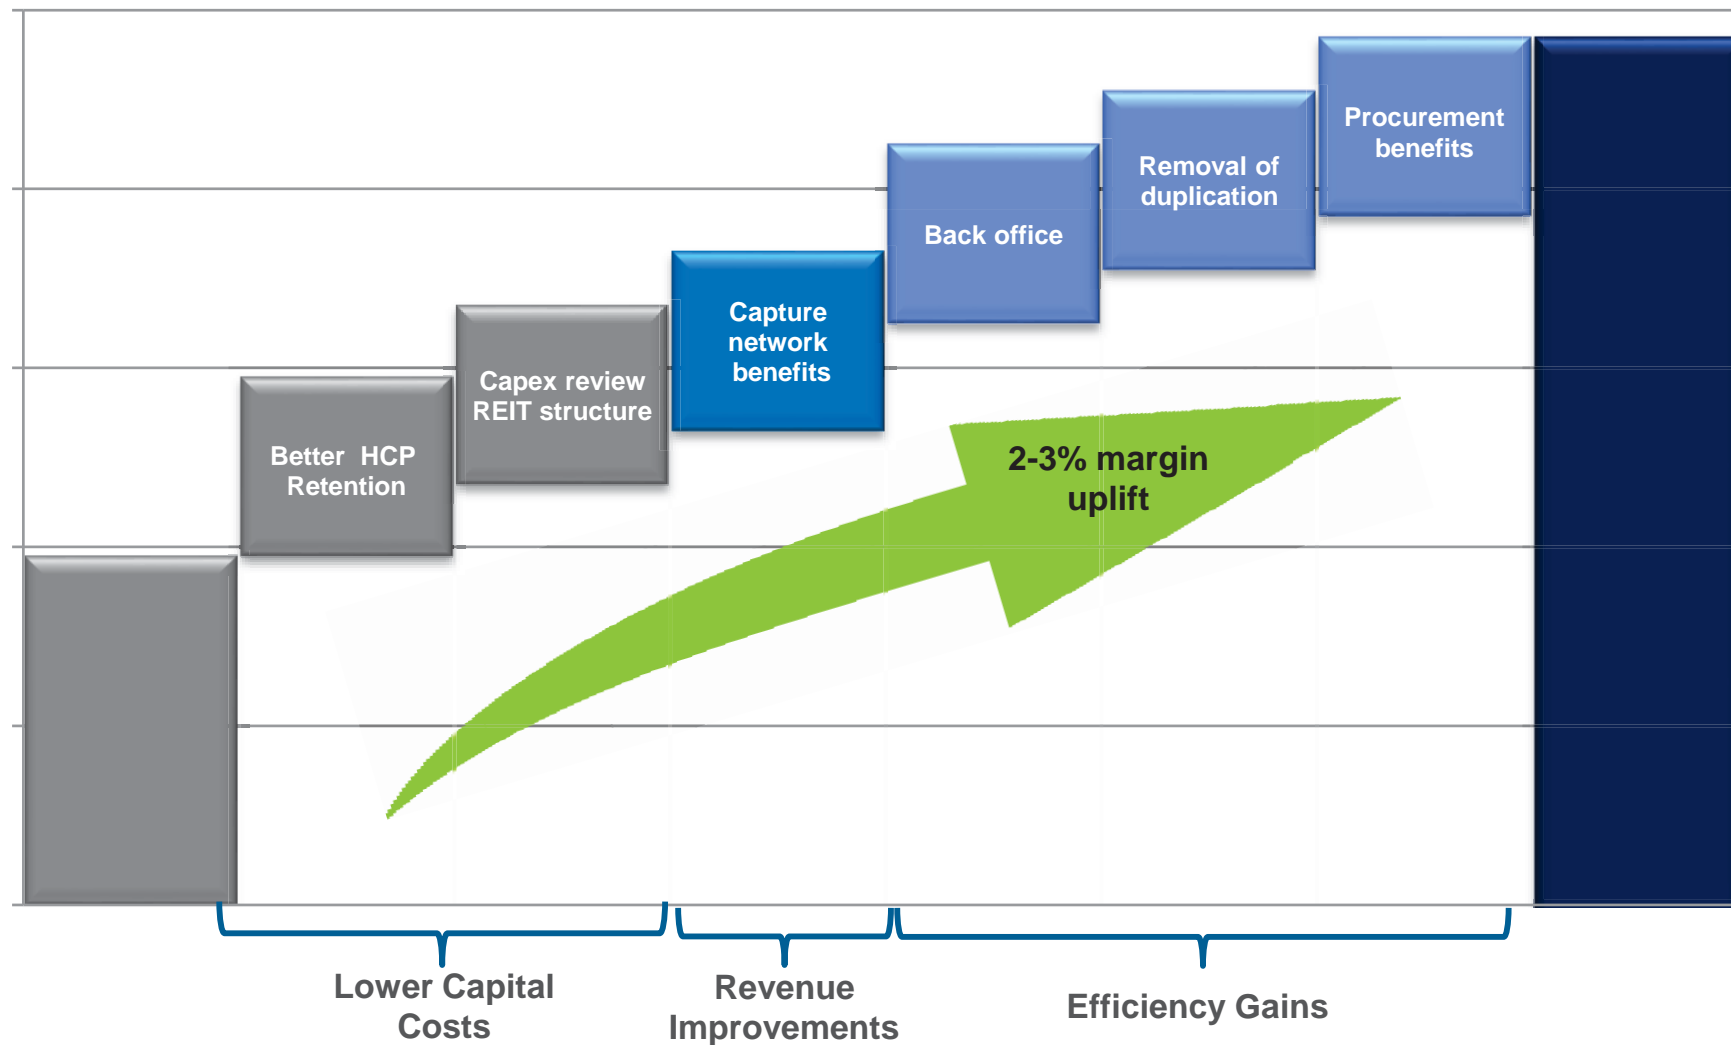 Procurement
benefits
Removal of
duplication
Back office
Capture
network
benefits
Capex review
REIT structure
Better HCP
Retention
2-3% margin
uplift
Lower Capital
Costs
Revenue
Improvements
Efficiency Gains